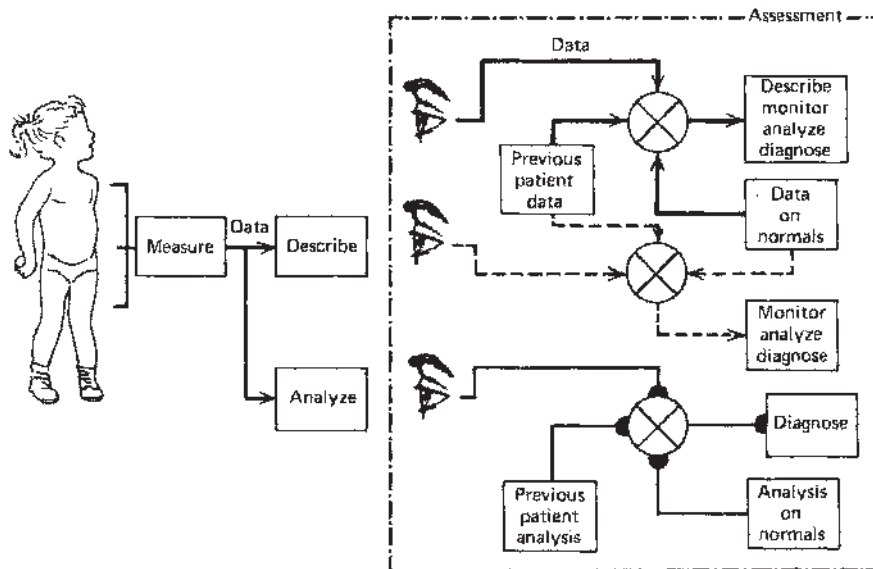 Assessment
Data
Describe
monitor
analyze
diagnose
Previous
patient
data
Data
on
normals
Measure
Data
Describe
Monitor
analyze
diagnose
Analyze
Diagnose
Previous
patient
analysis
Analysis
on
normals